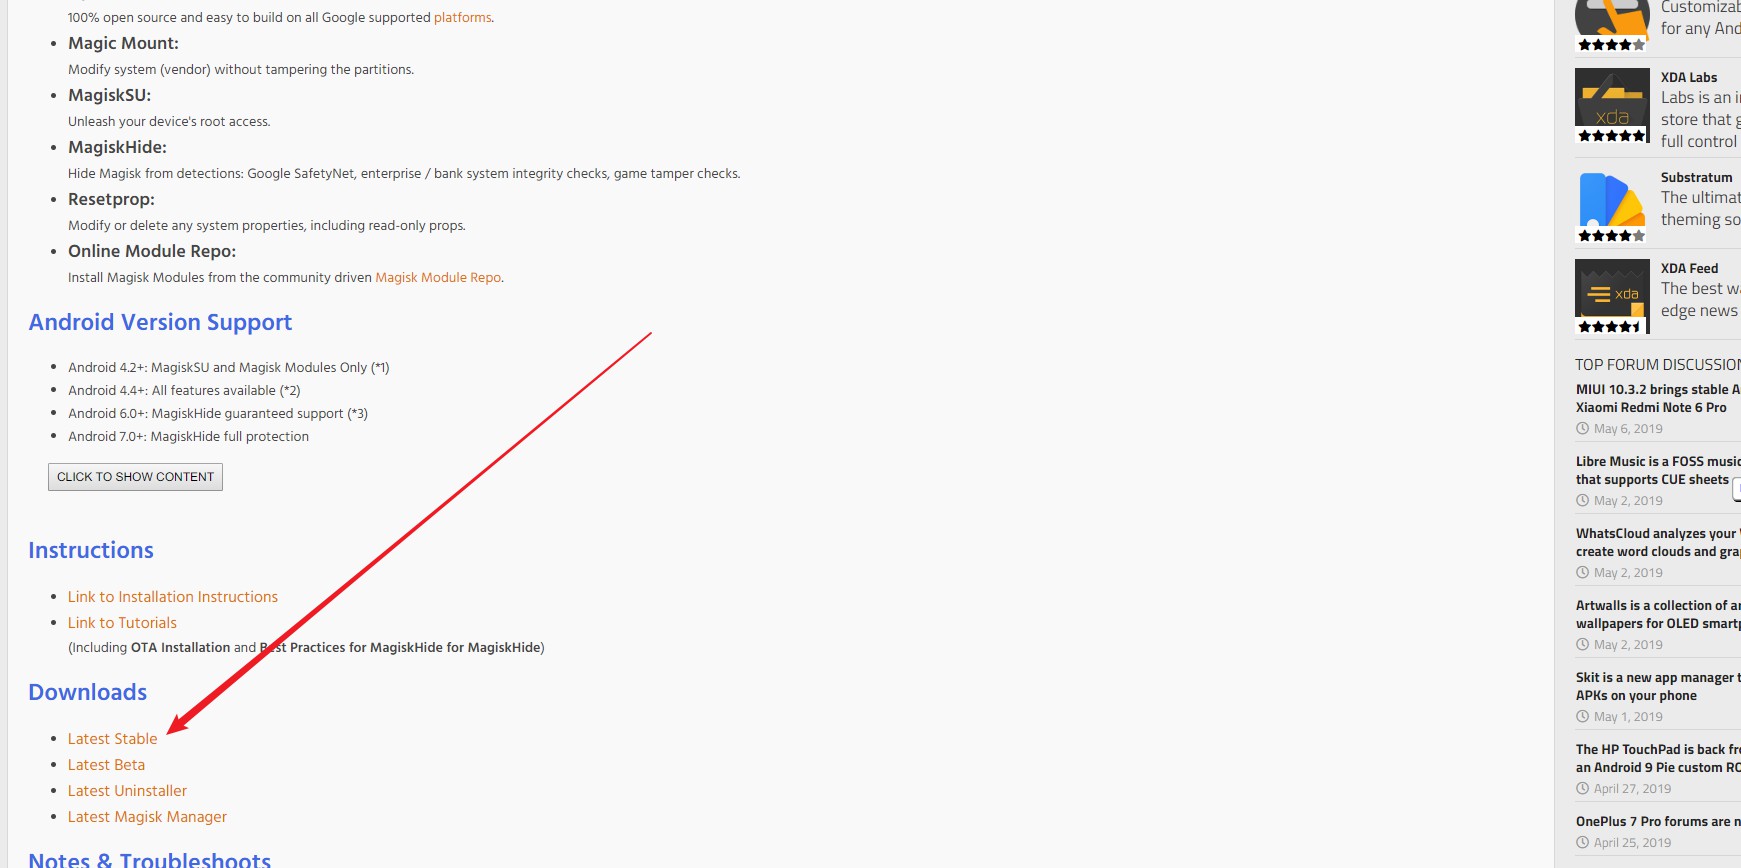 100% open source and easy to build on all Google supported platforms.
Magic Mount:
Modify system (vendor) without tampering the partitions.
MagiskSU:
Unleash your device's root access.
MagiskHide:
Hide Magisk from detections: Google SafetyNet, enterprise / bank system integrity checks, game tamper checks.
Resetprop:
Modify or delete any system properties, including read-only props.
Online Module Repo:
Install Magisk Modules from the community driven Magisk Module Repo.
Android Version Support
Android 4.2+: MagiskSU and Magisk Modules Only (*1)
Android 4.4+: All features available (*2)
Android 6.0+: MagiskHide guaranteed support (*3)
Android 7.0+: MagiskHide full protection
CLICK TO SHOW CONTENT
Instructions
Link to Installation Instructions
Link to Tutorials
(Including OTA Installation and Best Practices for MagiskHide for MagiskHide)
Downloads
Latest Stable
Latest Beta
Latest Uninstaller
Latest Magisk Manager
Notes & Troubleshoots
for any
XDA Labs
xda
Labs is an
store that
full control
Substratum
The
theming
xda
XDA Feed
The best
edge news
TOP FORUM
MIUI 10.3.2 brings stable
Xiaomi Redmi Note 6 Pro
May 6, 2019
Libre Music is a FOSS
that supports CUE sheets
May 2, 2019
WhatsCloud analyzes your
create word clouds and
May 2, 2019
Artwalls is a collection of
wallpapers for OLED
May 2, 2019
Skit is a new app manager
APKs on your phone
May 1, 2019
The HP TouchPad is back
an Android 9 Pie custom
April 27, 2019
OnePlus 7 Pro forums are
April 25, 2019